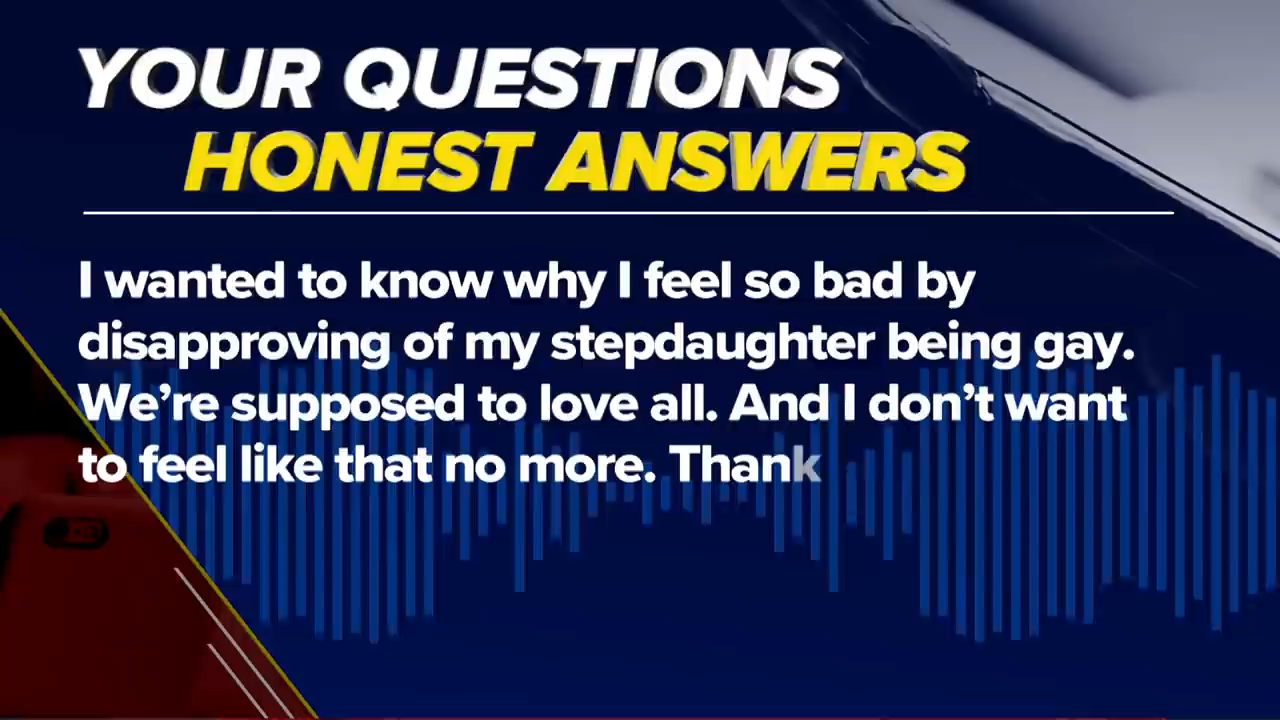 YOUR QUESTIONS
HONEST ANSWERS
I wanted to know why I feel so bad by
disapproving of my stepdaughter being gay.
We’re supposed to love all. And I don’t want
to feel like that no more. Thank